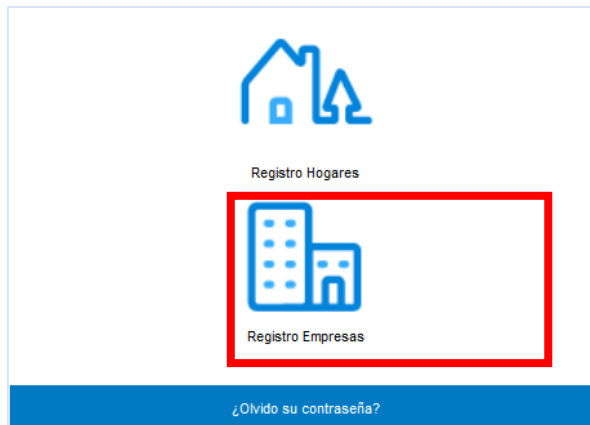 Registro Hogares
Registro Empresas
¿Olvido su contraseña?